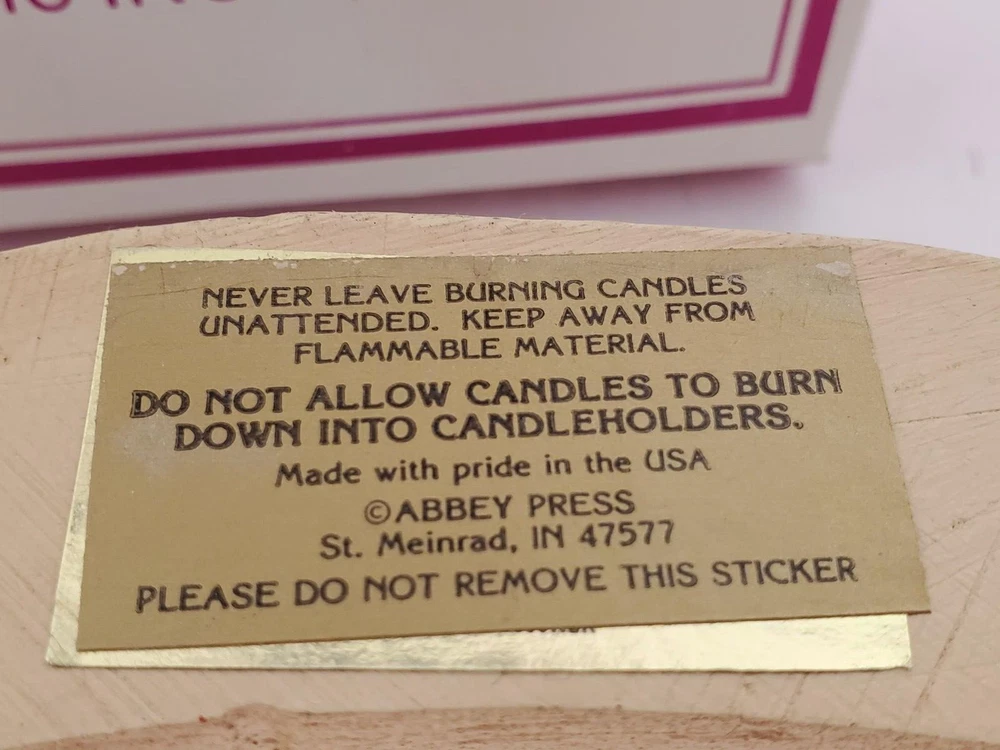 NEVER LEAVE BURNING CANDLES
UNATTENDED. KEEP AWAY FROM
FLAMMABLE MATERIAL.
DO NOT ALLOW CANDLES TO BURN
DOWN INTO CANDLEHOLDERS.
Made with pride in the USA
©ABBEY PRESS
St. Meinrad, IN 47577
PLEASE DO NOT REMOVE THIS STICKER